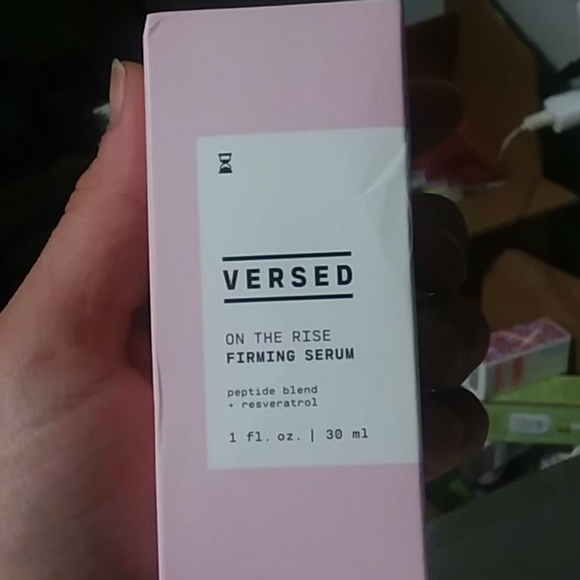 VERSED
ON THE RISE
FIRMING SERUM
peptide blend
+ resveratrol
1 fl. oz. | 30 ml